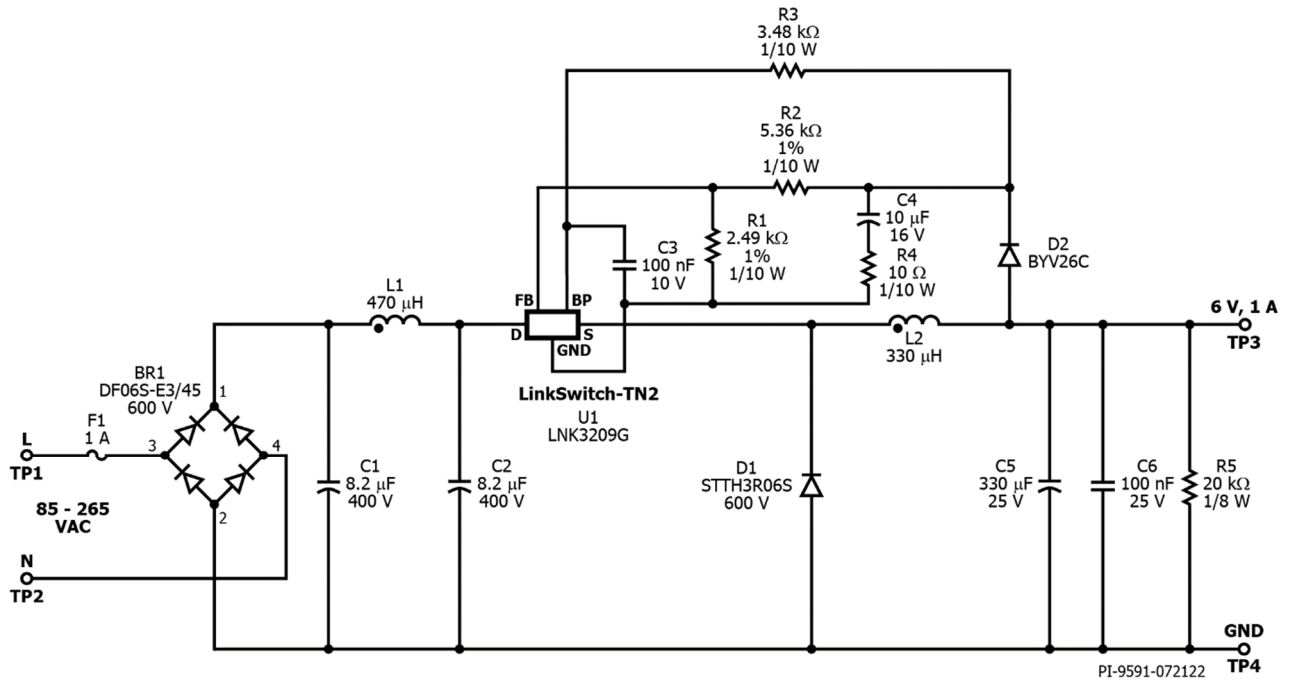 R3
3.48 kΩ
1/10 W
R2
5.36 kΩ
1%
1/10 W
C4
10 μF
16 V
R4
10 Ω
1/10 W
R1
2.49 kΩ
1%
1/10 W
C3
100 nF
10 V
D2
BYV26C
L1
470 μH
FB
BP
D
S
GND
LinkSwitch-TN2
U1
LNK3209G
L2
330 μH
6 V, 1 A
TP3
BR1
DF06S-E3/45
600 V
1
F1
1 A
3
4
2
L
TP1
85 - 265
VAC
N
TP2
C1
8.2 μF
400 V
C2
8.2 μF
400 V
D1
STTH3R06S
600 V
C5
330 μF
25 V
C6
100 nF
25 V
R5
20 kΩ
1/8 W
GND
TP4
PI-9591-072122